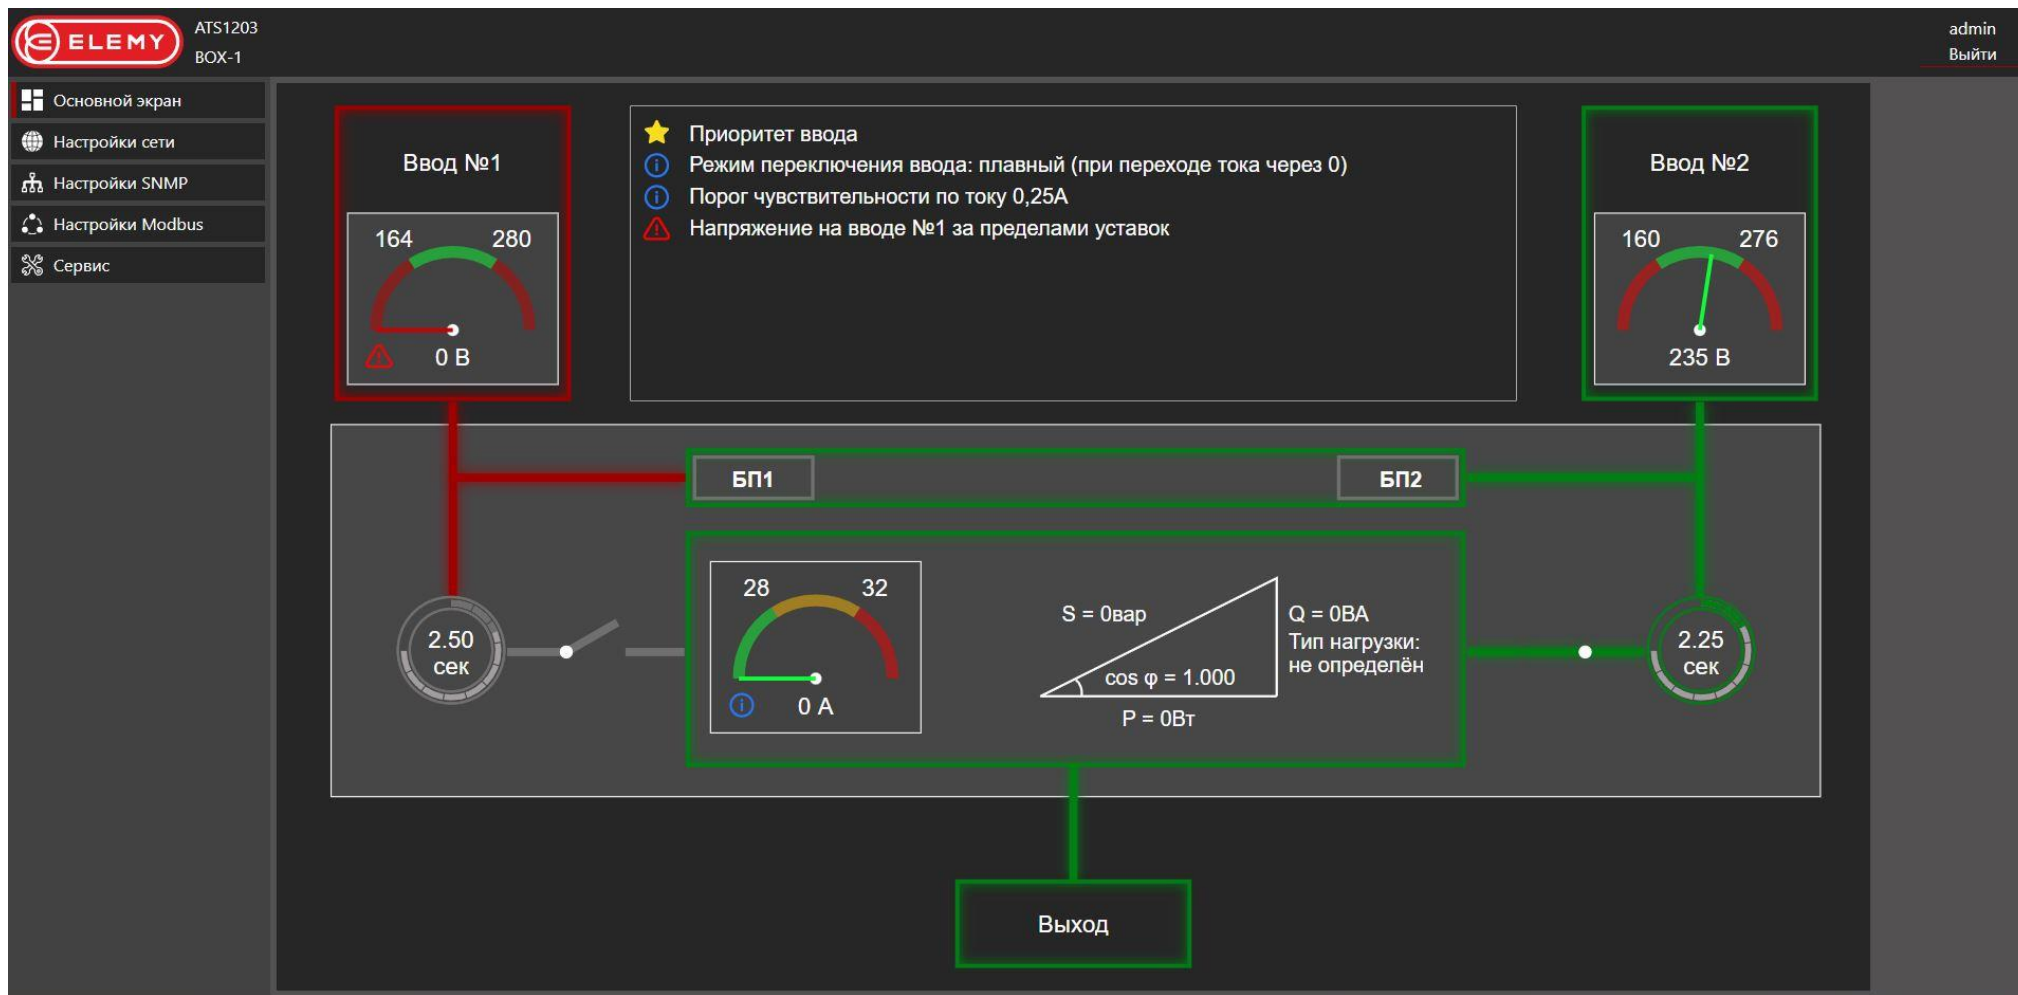 ELEMY
ATS1203
BOX-1
admin
Выйти
Основной экран
Настройки сети
Настройки SNMP
Настройки Modbus
Сервис
Ввод №1
164 280
0 В
Приоритет ввода
Режим переключения ввода: плавный (при переходе тока через 0)
Порог чувствительности по току 0,25А
Напряжение на вводе №1 за пределами уставок
Ввод №2
160 276
235 В
БП1
БП2
2.50
сек
28 32
0 А
S = 0вар
cos φ = 1.000
P = 0Вт
Q = 0ВА
Тип нагрузки:
не определён
2.25
сек
Выход